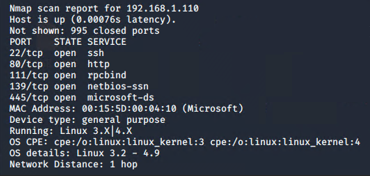 Nmap scan report for 192.168.1.110
Host is up (0.00076s latency).
Not shown: 995 closed ports
PORT    STATE SERVICE
22/tcp  open  ssh
80/tcp  open  http
111/tcp open  rpcbind
139/tcp open  netbios-ssn
445/tcp open  microsoft-ds
MAC Address: 00:15:5D:00:04:10 (Microsoft)
Device type: general purpose
Running: Linux 3.X|4.X
OS CPE: cpe:/o:linux:linux_kernel:3 cpe:/o:linux:linux_kernel:4
OS details: Linux 3.2 - 4.9
Network Distance: 1 hop